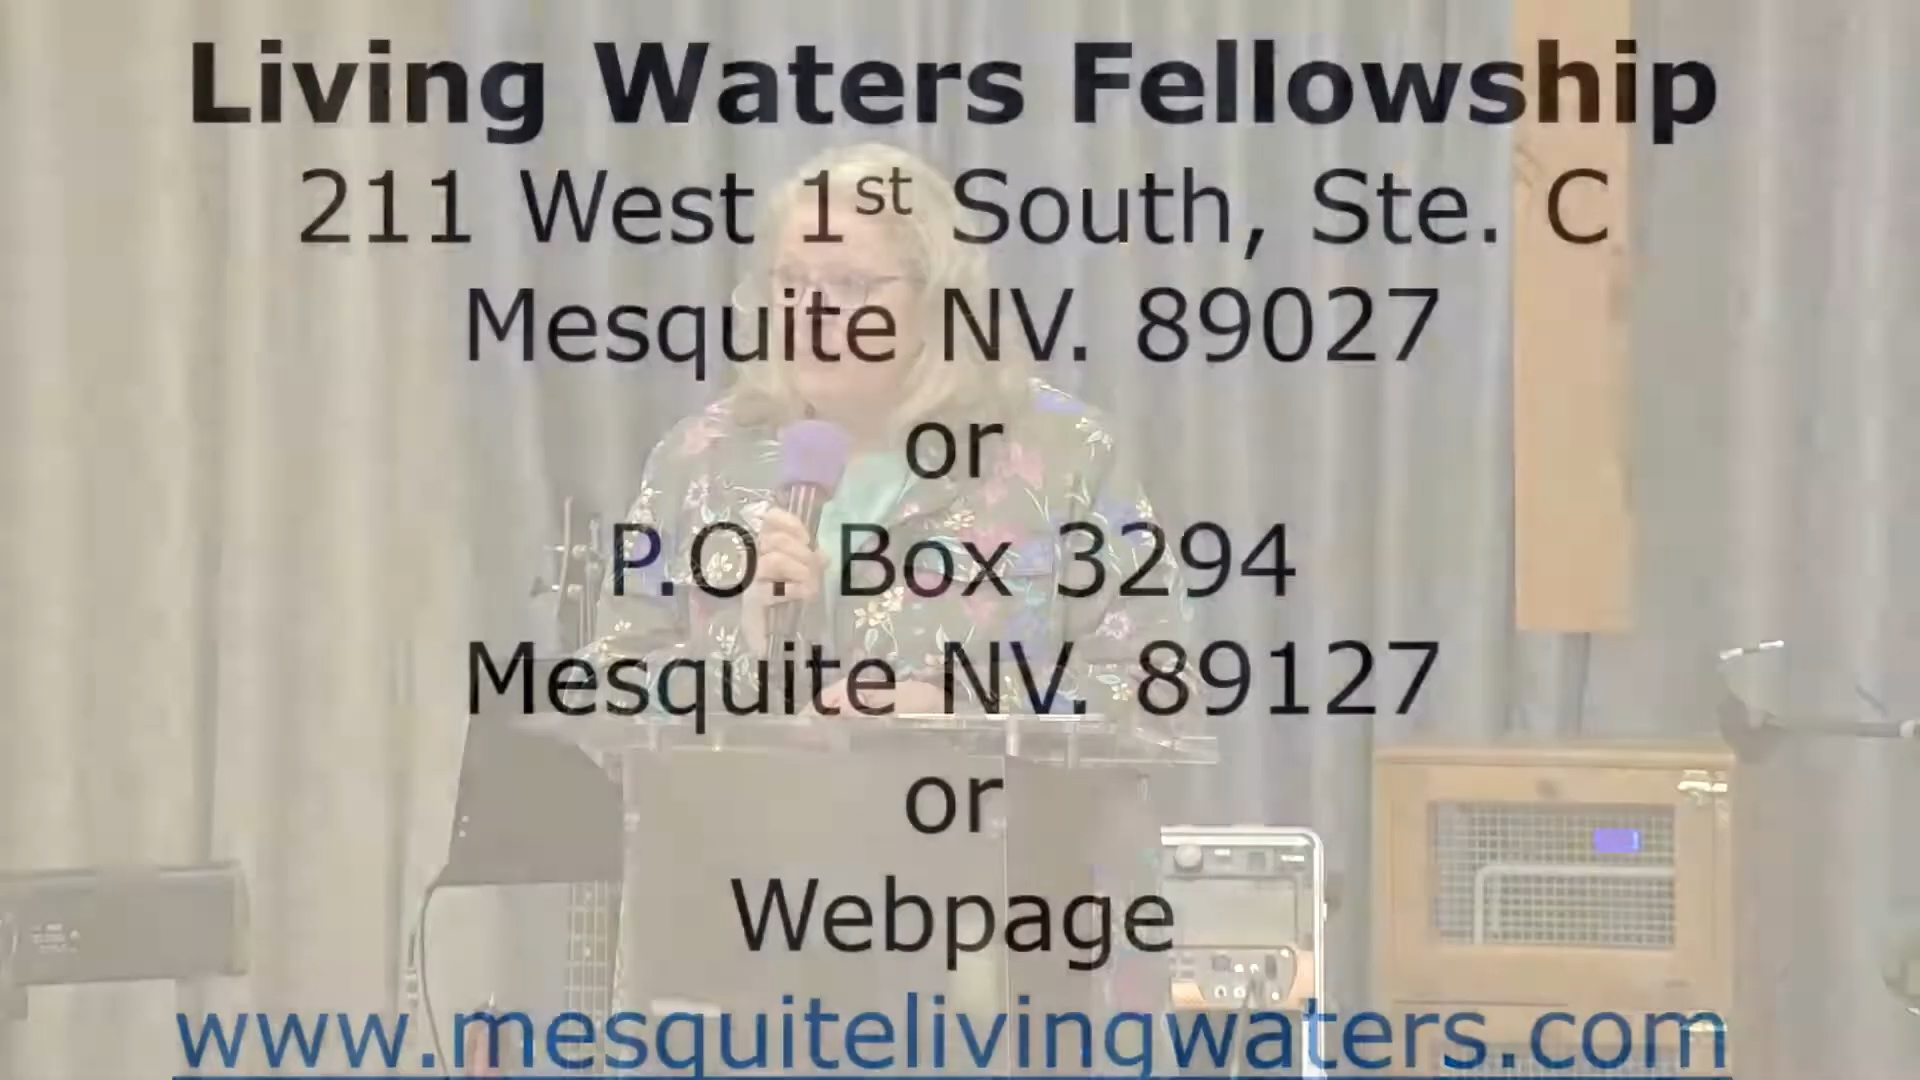 Living Waters Fellowship
211 West 1st South, Ste. C
Mesquite NV. 89027
or
P.O. Box 3294
Mesquite NV. 89127
or
Webpage
www.mesquitelivingwaters.com